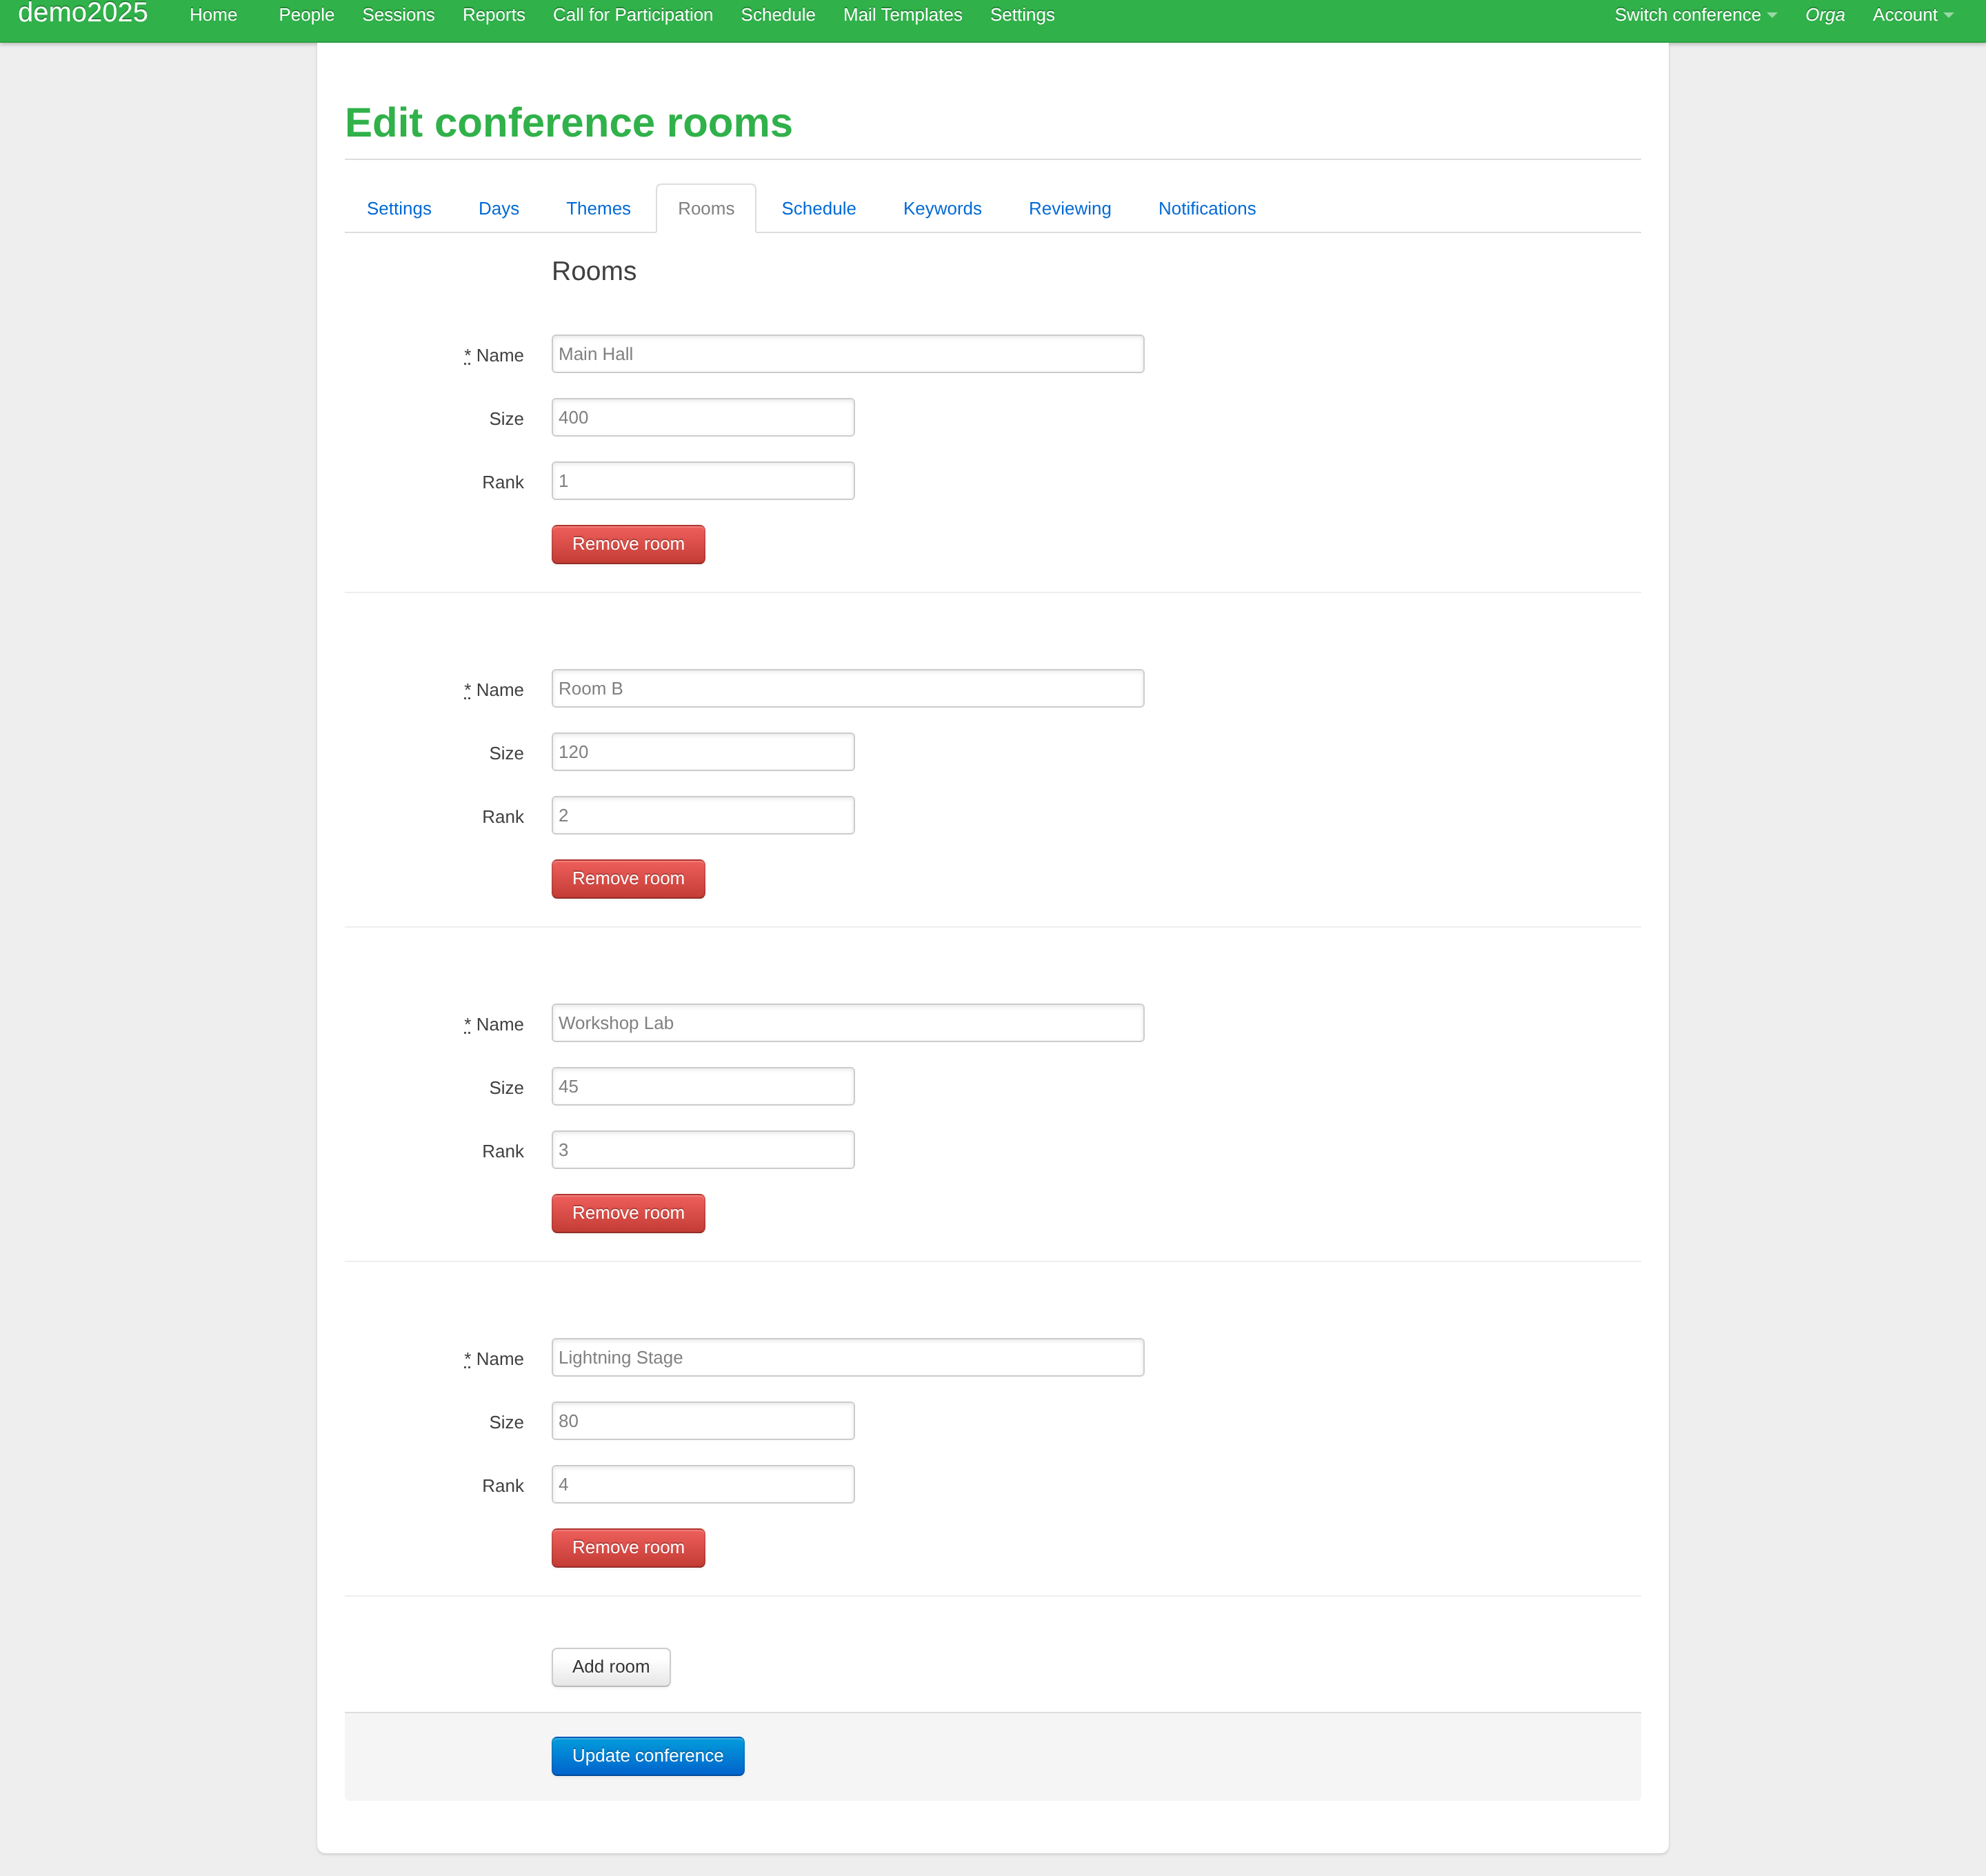 demo2025 Home People Sessions Reports Call for Participation Schedule Mail Templates Settings Switch conference Orga Account
Edit conference rooms
Settings Days Themes Rooms Schedule Keywords Reviewing Notifications
Rooms
* Name Main Hall
Size 400
Rank 1
Remove room
* Name Room B
Size 120
Rank 2
Remove room
* Name Workshop Lab
Size 45
Rank 3
Remove room
* Name Lightning Stage
Size 80
Rank 4
Remove room
Add room
Update conference